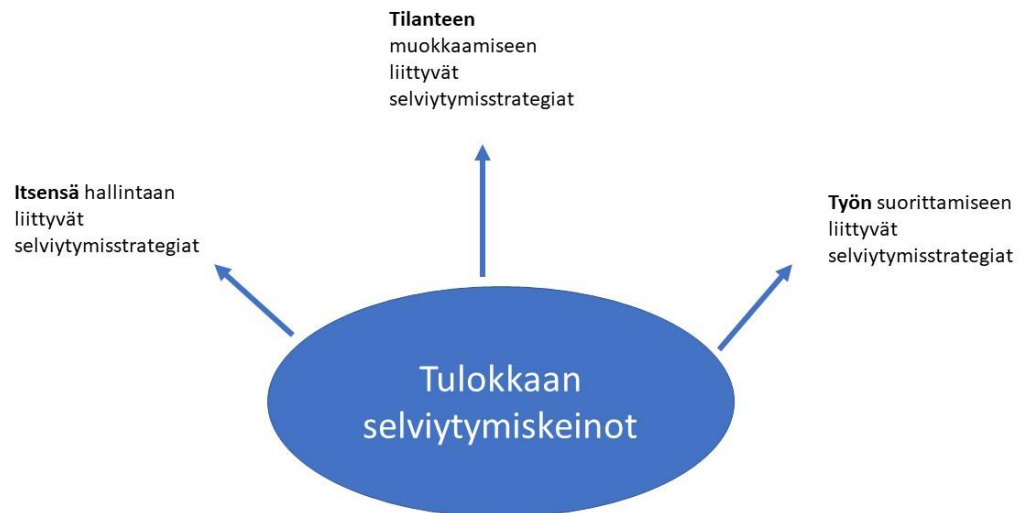 Tilanteen
muokkaamiseen
liittyvät
selviytymisstrategiat
Itsensä hallintaan
liittyvät
selviytymisstrategiat
Työn suorittamiseen
liittyvät
selviytymisstrategiat
Tulokkaan
selviytymiskeinot